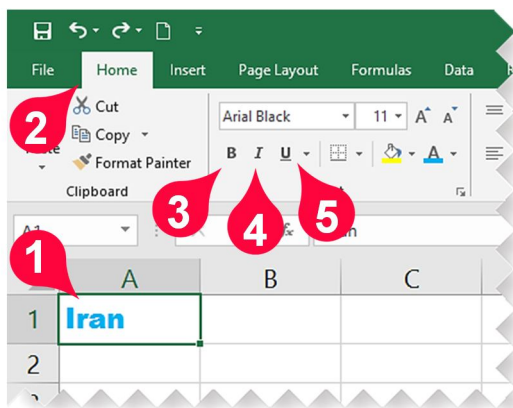 File Home Insert Page Layout Formulas Data
2 Cut Arial Black 11 A A
Copy
Format Painter B I U A
Clipboard 3 4 5
1 fx
A B C
1 Iran
2